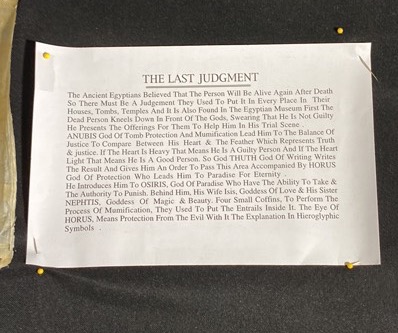 THE LAST JUDGMENT
The Ancient Egyptians Believed That The Person Will Be Alive Again After Death
So There Must Be A Judgement They Used To Put It In Every Place In Their
Houses, Tombs, Temples And It Is Also Found In The Egyptian Museum First The
Dead Person Kneels Down In Front Of The Gods, Swearing That He Is Not Guilty
He Presents The Offerings For Them To Help Him In His Trial Scene .
ANUBIS God Of Tomb Protection And Mumification Lead Him To The Balance Of
Justice To Compare Between His Heart & The Feather Which Represents Truth
& justice. If The Heart Is Heavy That Means He Is A Guilty Person And If The Heart
Light That Means He Is A Good Person. So God THUTH God Of Writing Writes
The Result And Gives Him An Order To Pass This Area Accompanied By HORUS
God Of Protection Who Leads Him To Paradise For Eternity .
He Introduces Him To OSIRIS, God Of Paradise Who Have The Ability To Take &
The Authority To Punish. Behind Him, His Wife Isis, Goddess Of Love & His Sister
NEPHTIS, Goddess Of Magic & Beauty. Four Small Coffins, To Perform The
Process Of Mumification, They Used To Put The Entrails Inside It. The Eye Of
HORUS, Means Protection From The Evil With It The Explanation In Hieroglyphic
Symbols .